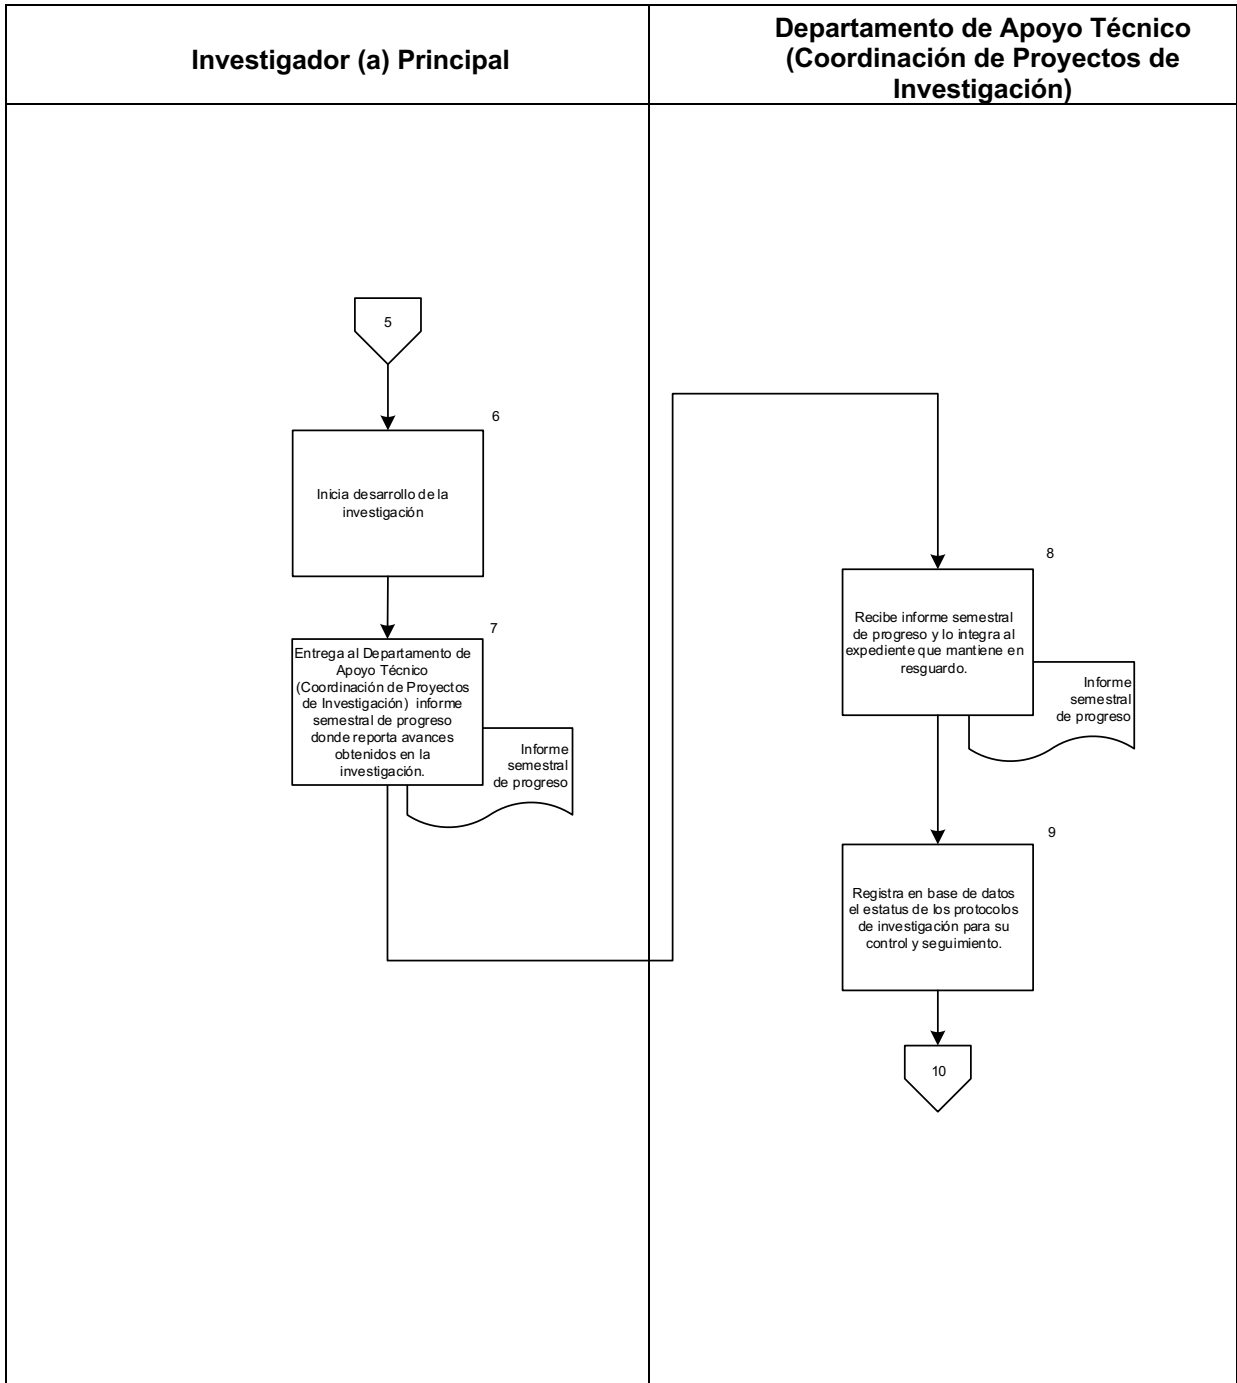 Investigador (a) Principal
Departamento de Apoyo Técnico
(Coordinación de Proyectos de
Investigación)
5
6
Inicia desarrollo de la
investigación
7
Entrega al Departamento de
Apoyo Técnico
(Coordinación de Proyectos
de Investigación) informe
semestral de progreso
donde reporta avances
obtenidos en la
investigación.
Informe
semestral
de progreso
8
Recibe informe semestral
de progreso y lo integra al
expediente que mantiene en
resguardo.
Informe
semestral
de progreso
9
Registra en base de datos
el estatus de los protocolos
de investigación para su
control y seguimiento.
10